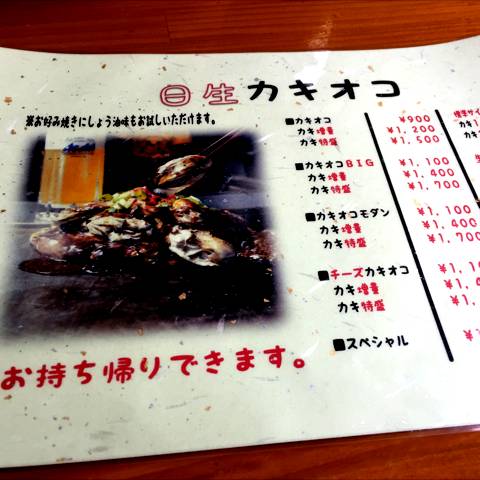 日生カキオコ
※お好み焼きにしょう油味もお試しいただけます。
■カキオコ ¥900
カキ増量 ¥1,200
カキ特盛 ¥1,500
■カキオコBIG ¥1,100
カキ増量 ¥1,400
カキ特盛 ¥1,700
■カキオコモダン ¥1,100
カキ増量 ¥1,400
カキ特盛 ¥1,700
■チーズカキオコ
カキ増量
カキ特盛
■スペシャル
お持ち帰りできます。
Asahi